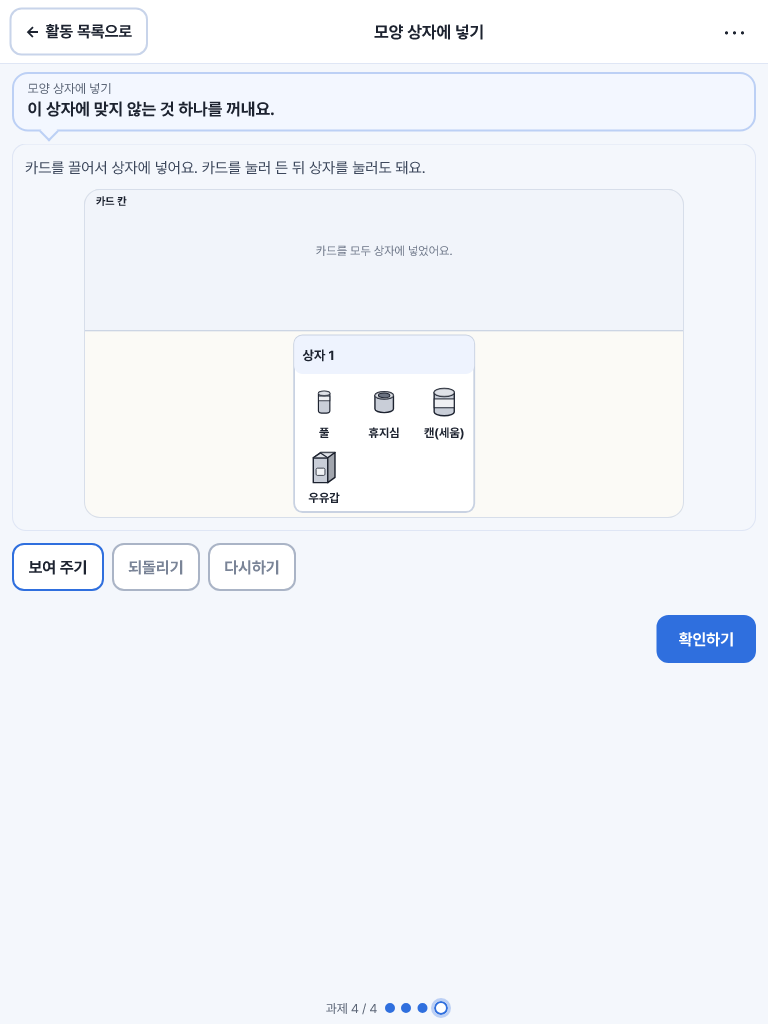 ← 활동 목록으로
모양 상자에 넣기
모양 상자에 넣기
이 상자에 맞지 않는 것 하나를 꺼내요.
카드를 끌어서 상자에 넣어요. 카드를 눌러 든 뒤 상자를 눌러도 돼요.
카드 칸
카드를 모두 상자에 넣었어요.
상자 1
풀 휴지심 캔(세움)
우유갑
보여 주기 되돌리기 다시하기
확인하기
과제 4 / 4